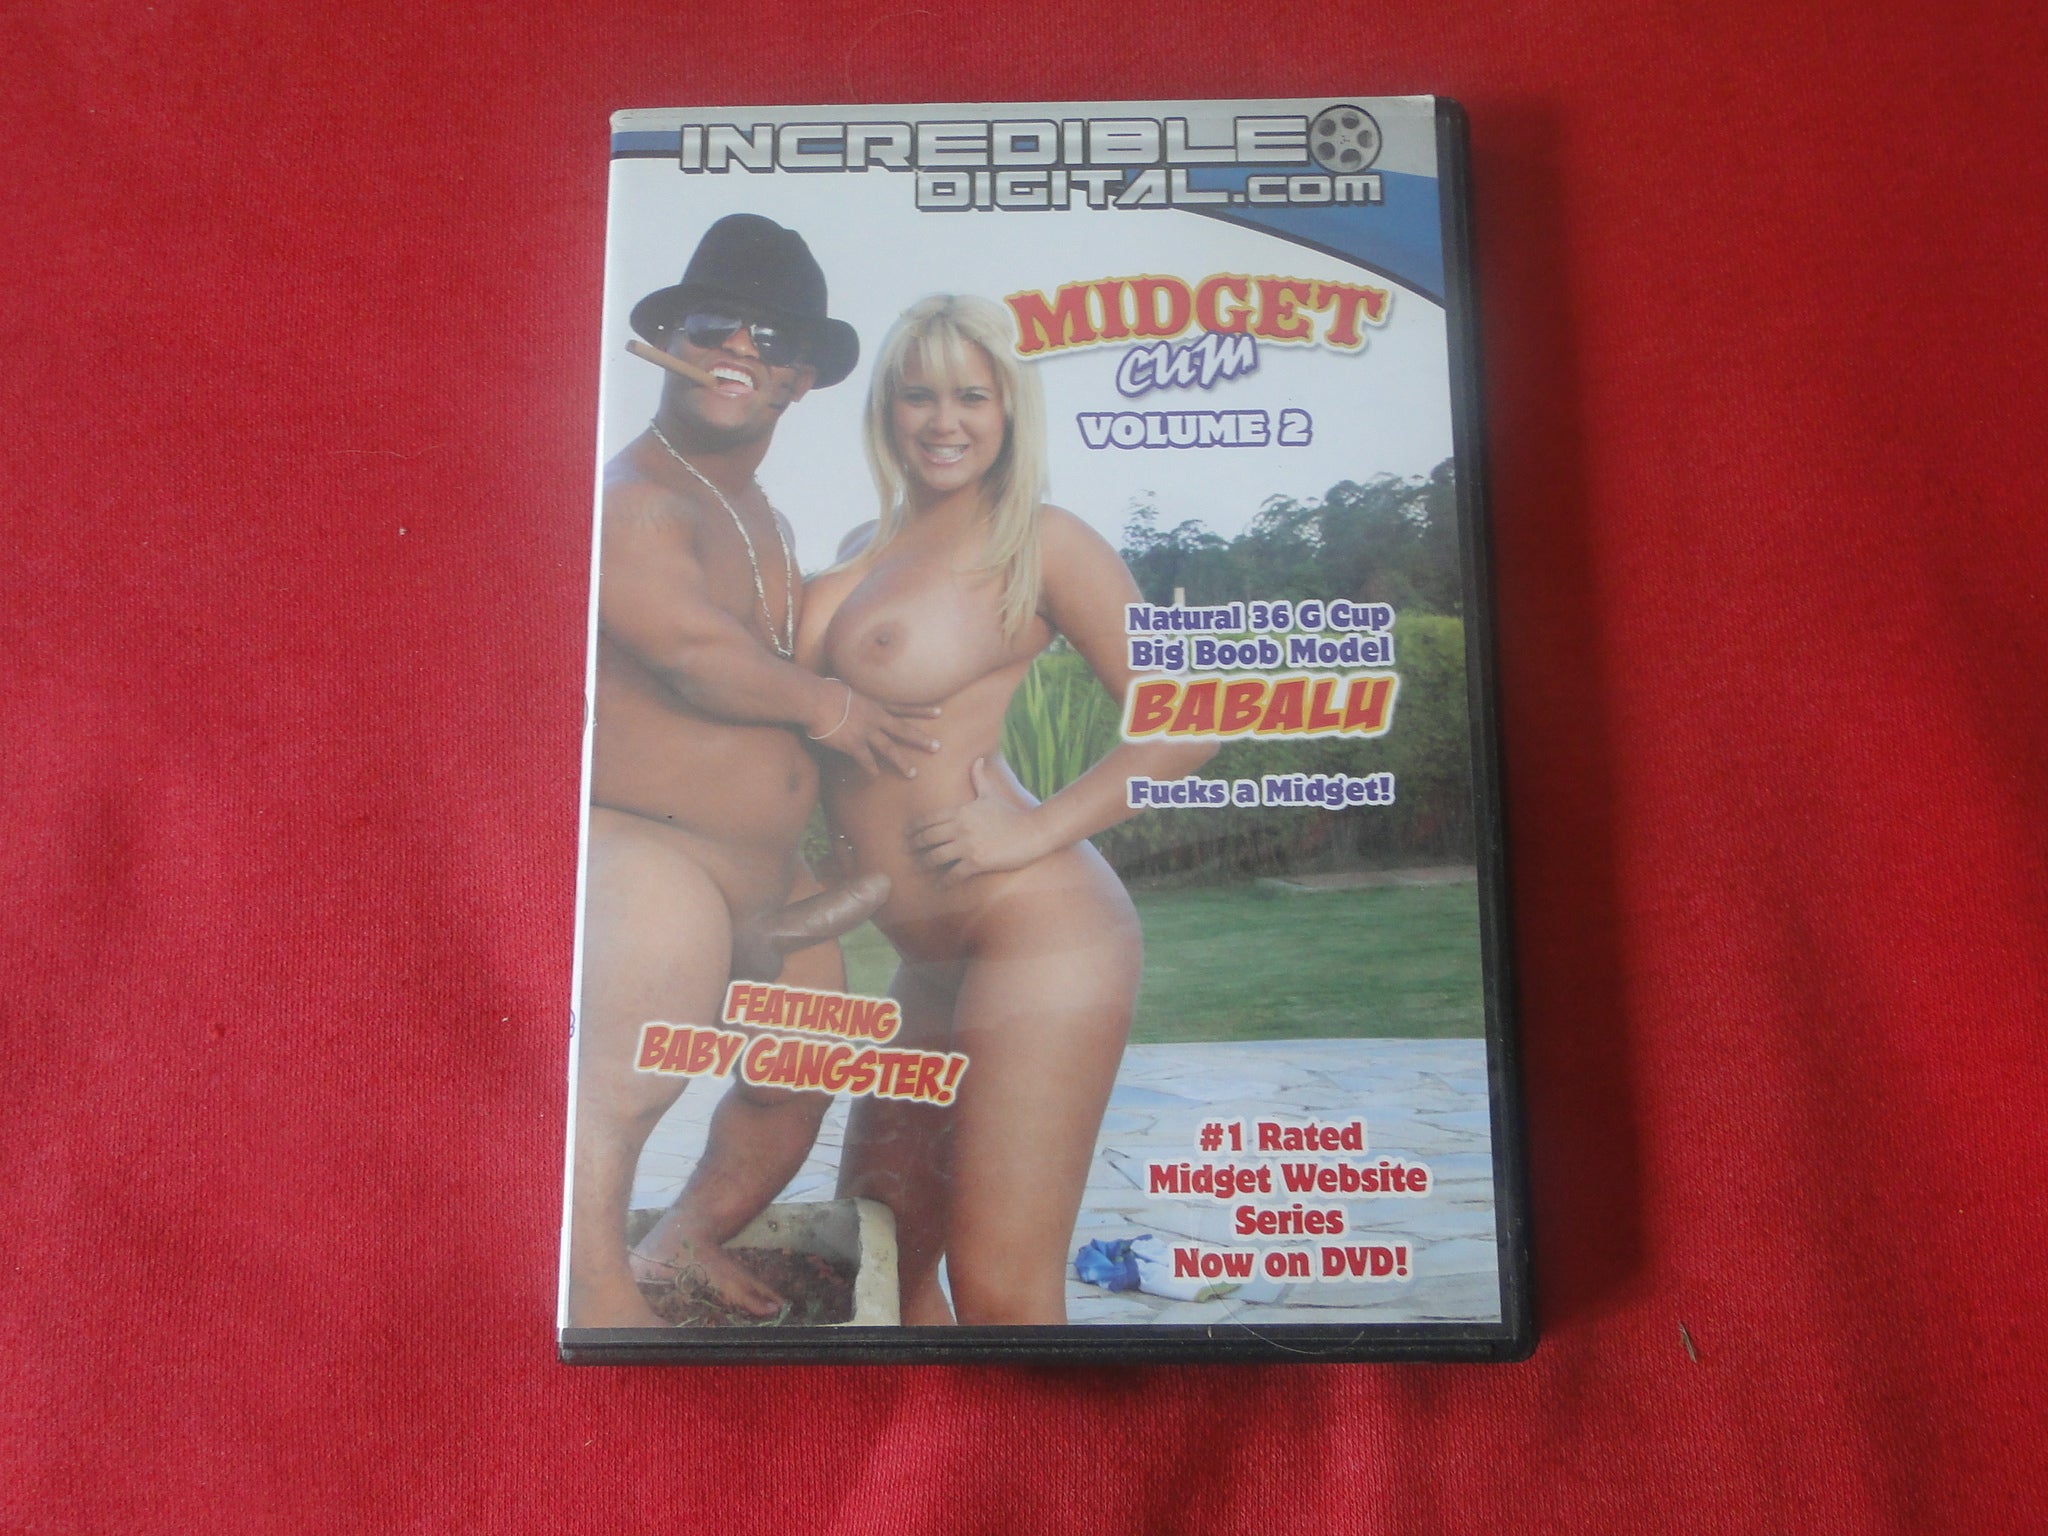 INCREDIBLE
DIGITAL.COM
MIDGET
CUM
VOLUME 2
Natural 36 G Cup
Big Boob Model
BABALU
Fucks a Midget!
FEATURING
BABY GANGSTER!
#1 Rated
Midget Website
Series
Now on DVD!